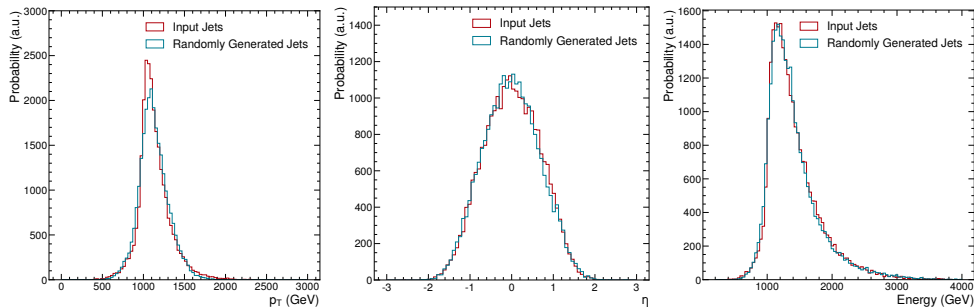 Probability (a.u.)
3000
2500
2000
1500
1000
500
0
Input Jets
Randomly Generated Jets
0 500 1000 1500 2000 2500 3000
p_T (GeV)
Probability (a.u.)
1400
1200
1000
800
600
400
200
0
Input Jets
Randomly Generated Jets
-3 -2 -1 0 1 2 3
η
Probability (a.u.)
1600
1400
1200
1000
800
600
400
200
0
Input Jets
Randomly Generated Jets
1000 2000 3000 4000
Energy (GeV)